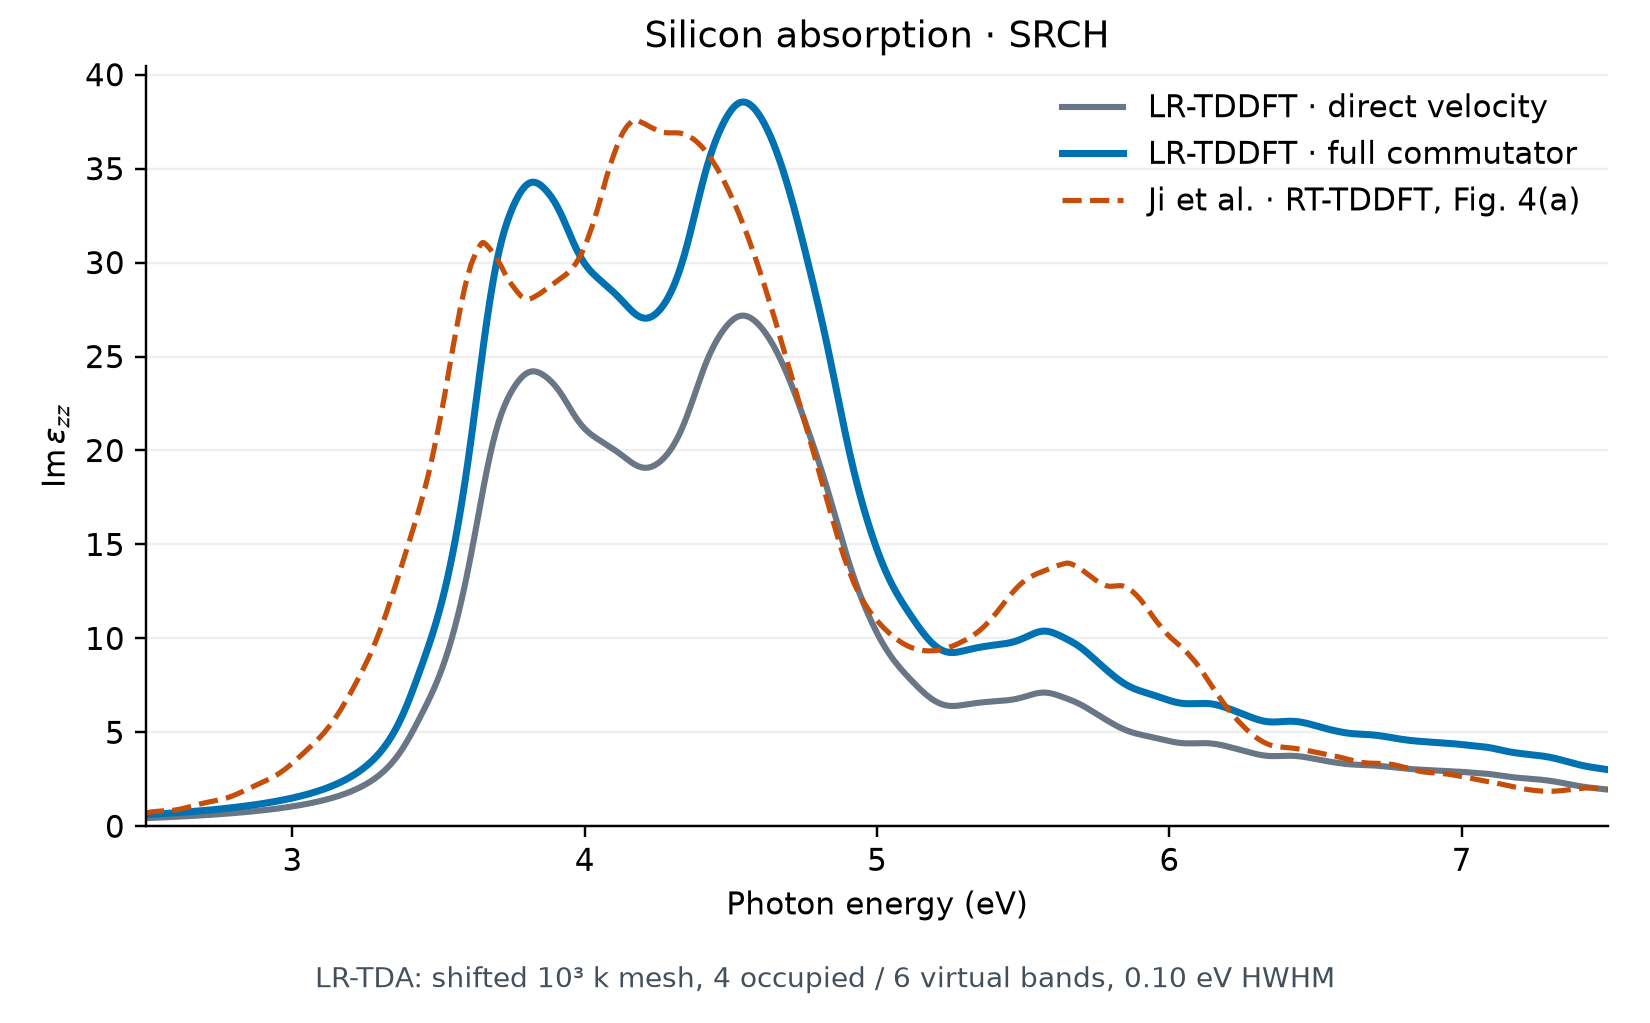 Silicon absorption · SRCH
LR-TDDFT · direct velocity
LR-TDDFT · full commutator
Ji et al. · RT-TDDFT, Fig. 4(a)
40
35
30
25
20
15
10
5
0
Im ε_zz
3 4 5 6 7
Photon energy (eV)
LR-TDA: shifted 10³ k mesh, 4 occupied / 6 virtual bands, 0.10 eV HWHM